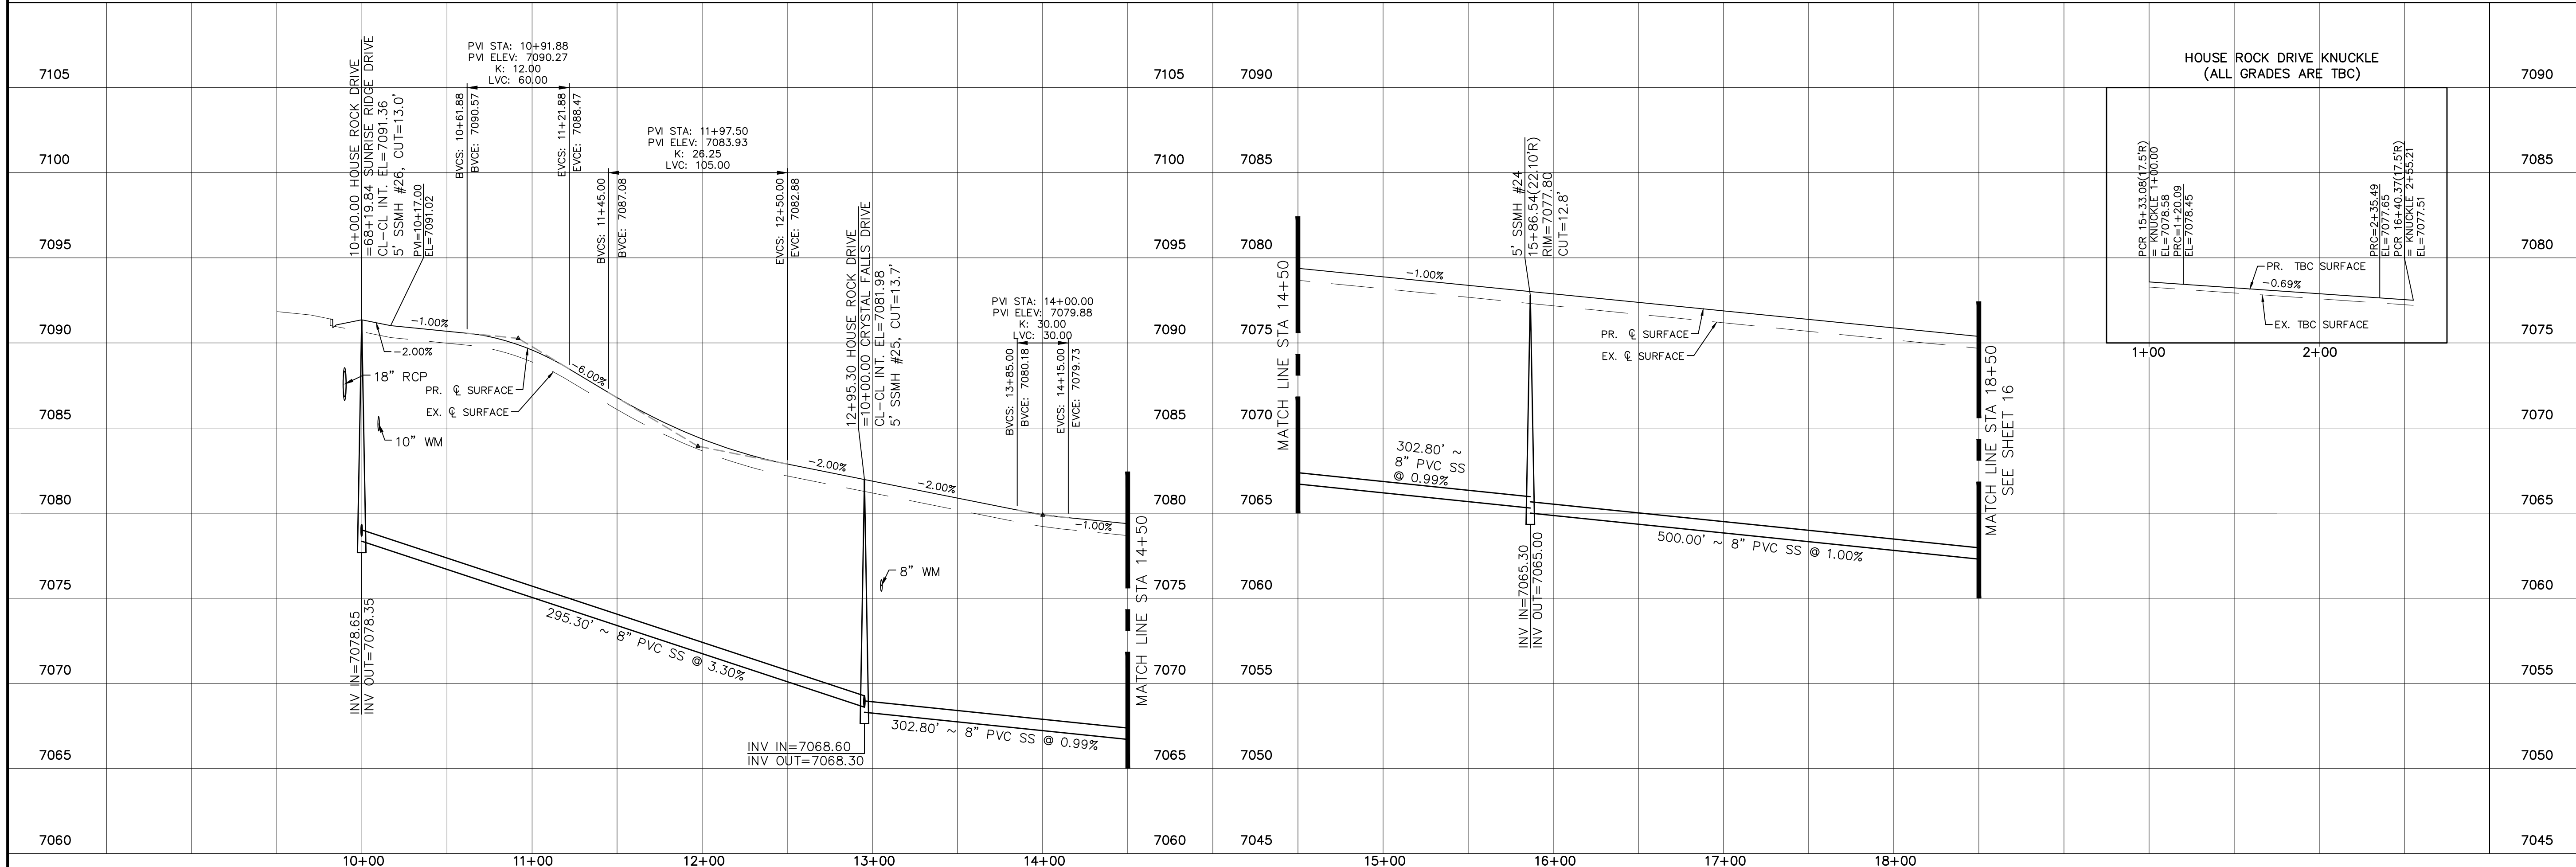 7105
7100
7095
7090
7085
7080
7075
7070
7065
7060
10+00.00 HOUSE ROCK DRIVE
=68+19.84 SUNRISE RIDGE DRIVE
CL-CL INT. EL=7091.36
5' SSMH #26, CUT=13.0'
PVI=10+17.00
EL=7091.02
PVI STA: 10+91.88
PVI ELEV: 7090.27
K: 12.00
LVC: 60.00
BVCS: 10+61.88
BVCE: 7090.57
EVCS: 11+21.88
EVCE: 7088.47
PVI STA: 11+97.50
PVI ELEV: 7083.93
K: 26.25
LVC: 105.00
BVCS: 11+45.00
BVCE: 7087.08
EVCS: 12+50.00
EVCE: 7082.88
12+95.30 HOUSE ROCK DRIVE
=10+00.00 CRYSTAL FALLS DRIVE
CL-CL INT. EL=7081.98
5' SSMH #25, CUT=13.7'
PVI STA: 14+00.00
PVI ELEV: 7079.88
K: 30.00
LVC: 30.00
BVCS: 13+85.00
BVCE: 7080.18
EVCS: 14+15.00
EVCE: 7079.73
-1.00%
-2.00%
-6.00%
-2.00%
-2.00%
-1.00%
18" RCP
10" WM
PR. ℄ SURFACE
EX. ℄ SURFACE
8" WM
INV IN=7078.65
INV OUT=7078.35
295.30' ~ 8" PVC SS @ 3.30%
INV IN=7068.60
INV OUT=7068.30
302.80' ~ 8" PVC SS @ 0.99%
MATCH LINE STA 14+50
10+00
11+00
12+00
13+00
14+00
7105
7100
7095
7090
7085
7080
7075
7070
7065
7060
7090
7085
7080
7075
7070
7065
7060
7055
7050
7045
MATCH LINE STA 14+50
-1.00%
5' SSMH #24
15+86.54(22.10'R)
RIM=7077.80
CUT=12.8'
PR. ℄ SURFACE
EX. ℄ SURFACE
302.80' ~
8" PVC SS
@ 0.99%
INV IN=7065.30
INV OUT=7065.00
500.00' ~ 8" PVC SS @ 1.00%
MATCH LINE STA 18+50
SEE SHEET 16
15+00
16+00
17+00
18+00
HOUSE ROCK DRIVE KNUCKLE
(ALL GRADES ARE TBC)
PCR 15+33.08(17.5'R)
= KNUCKLE 1+00.00
EL=7078.58
PRC=1+20.09
EL=7078.45
PRC=2+35.49
EL=7077.65
PCR 16+40.37(17.5'R)
= KNUCKLE 2+55.21
EL=7077.51
PR. TBC SURFACE
-0.69%
EX. TBC SURFACE
1+00
2+00
7090
7085
7080
7075
7070
7065
7060
7055
7050
7045